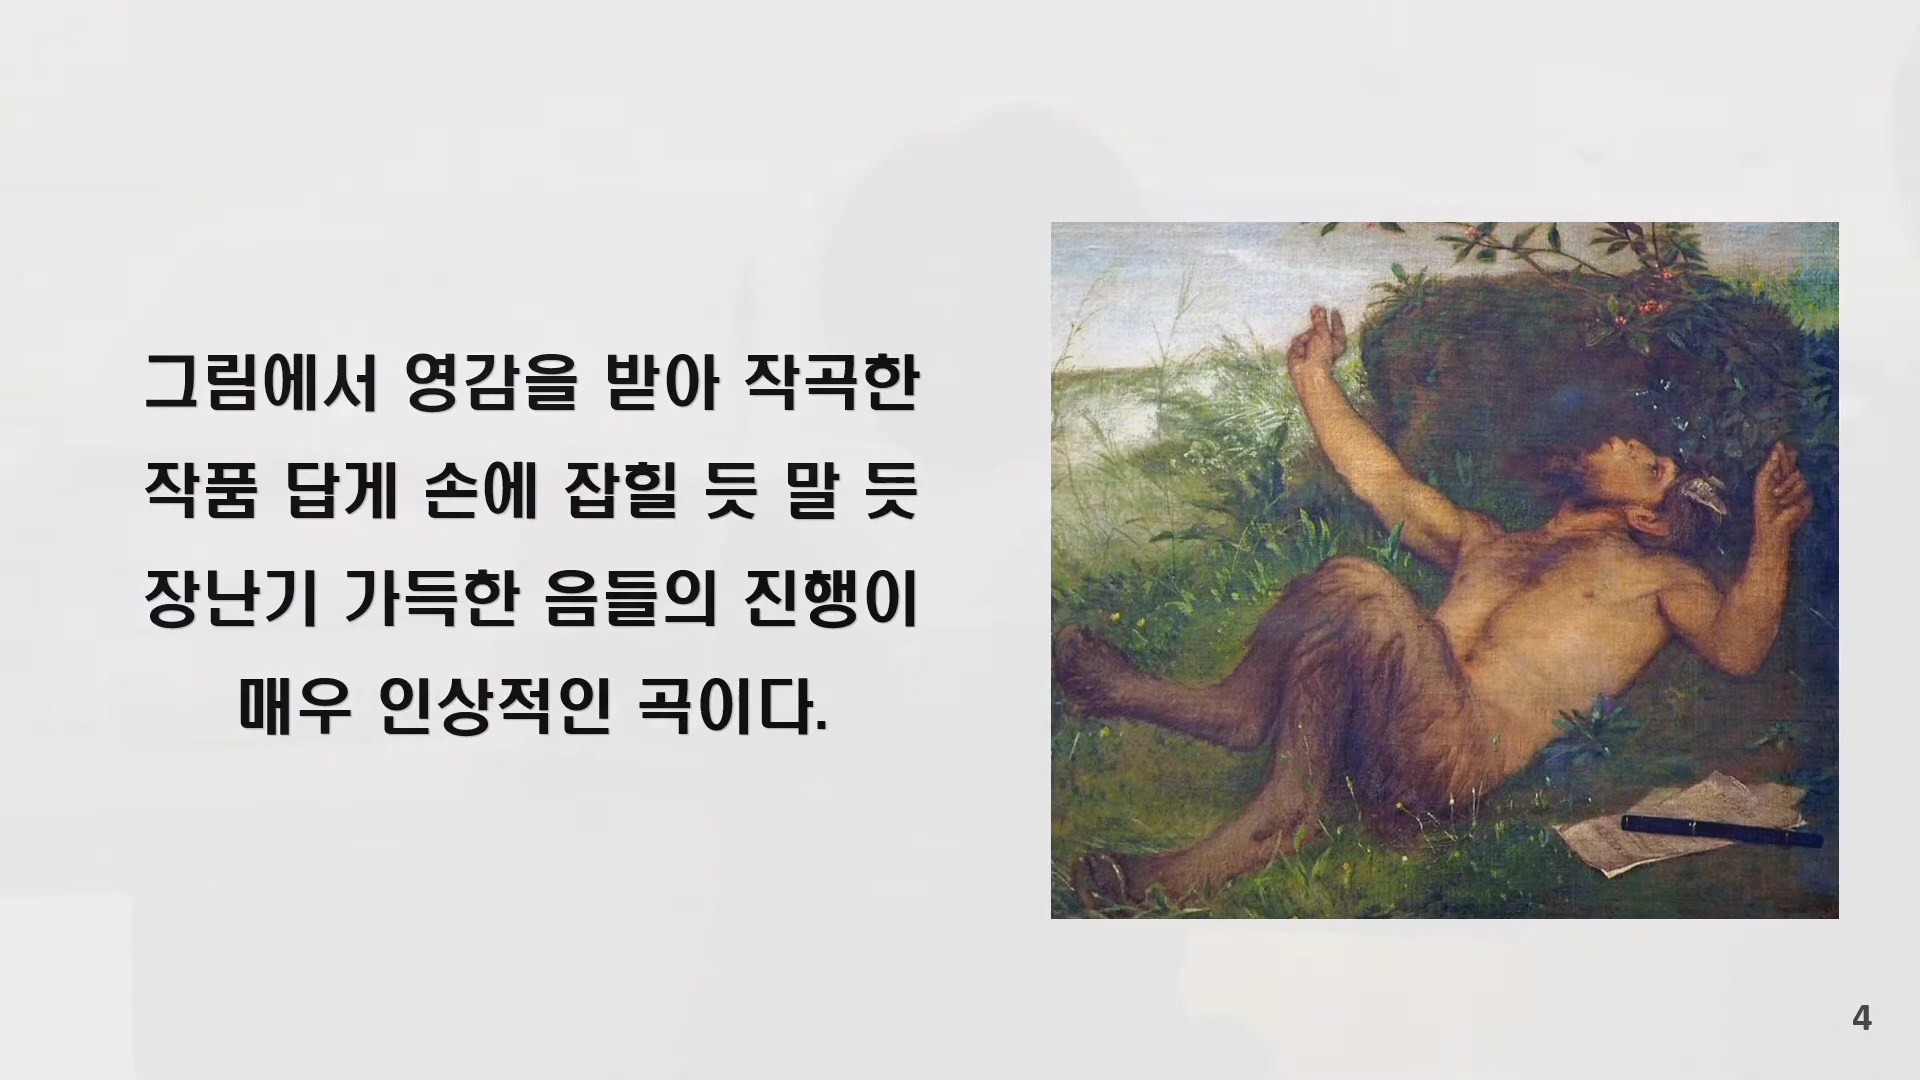 그림에서 영감을 받아 작곡한
작품 답게 손에 잡힐 듯 말 듯
장난기 가득한 음들의 진행이
매우 인상적인 곡이다.
4